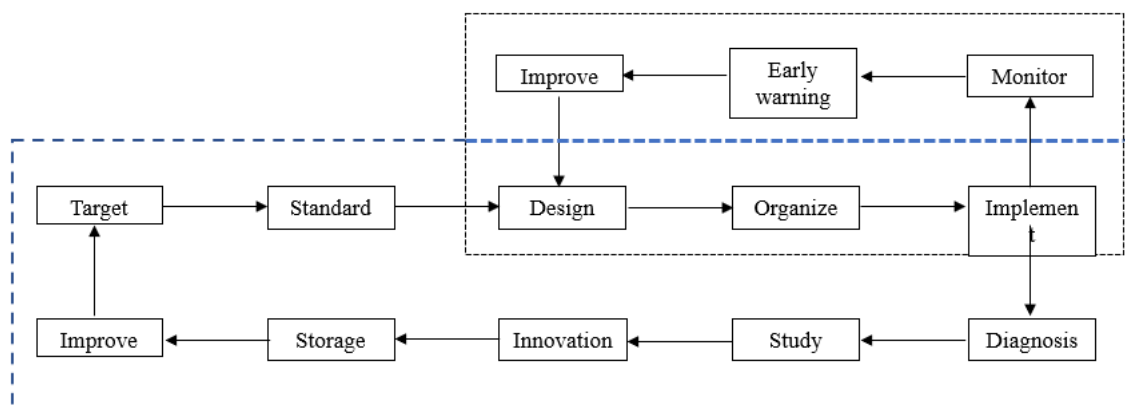 Improve
Early
warning
Monitor
Target
Standard
Design
Organize
Implemen
t
Improve
Storage
Innovation
Study
Diagnosis